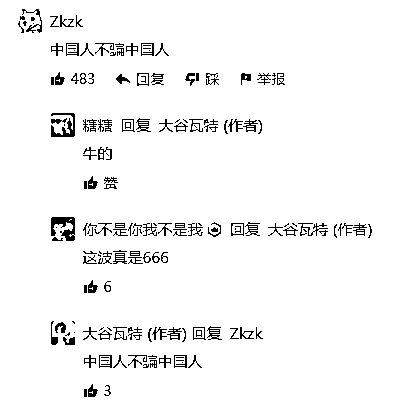 Zkzk
中国人不骗中国人
483 回复 踩 举报
糖糖 回复 大谷瓦特 (作者)
牛的
赞
你不是你我不是我 回复 大谷瓦特 (作者)
这波真是666
6
大谷瓦特 (作者) 回复 Zkzk
中国人不骗中国人
3